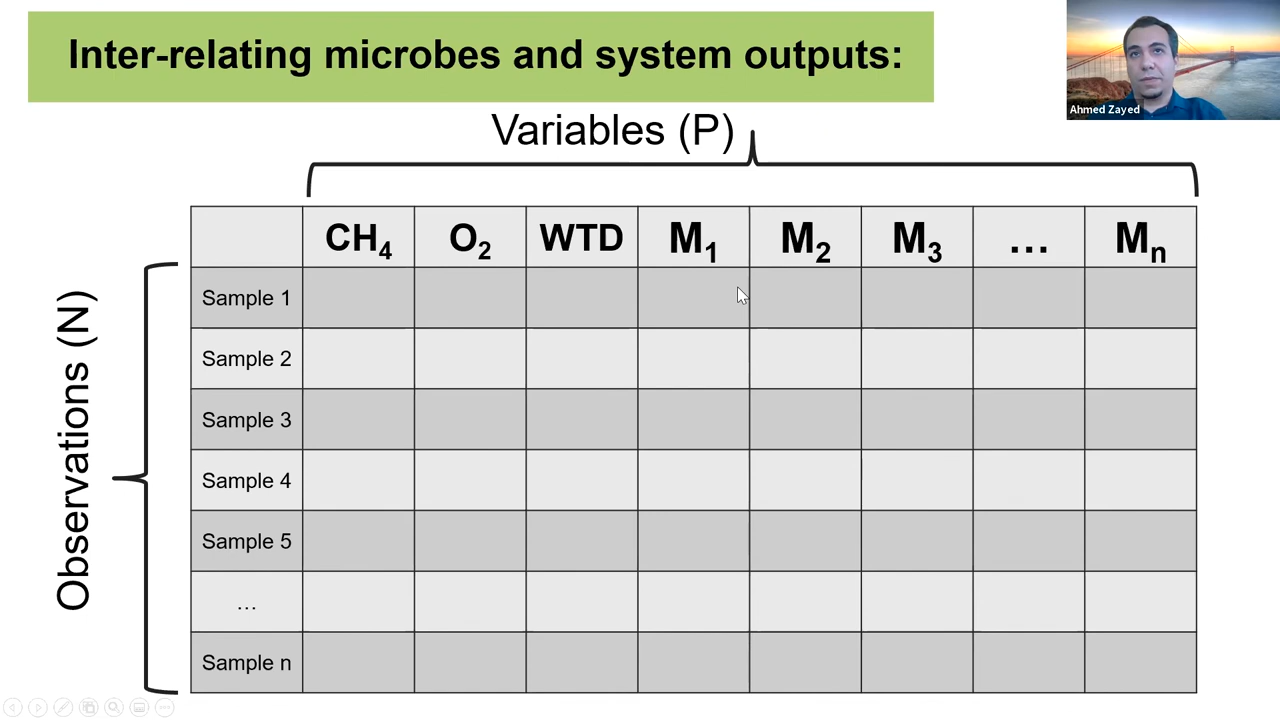 Inter-relating microbes and system outputs:
Ahmed Zayed
Variables (P)
CH₄ O₂ WTD M₁ M₂ M₃ … Mₙ
Observations (N)
Sample 1
Sample 2
Sample 3
Sample 4
Sample 5
…
Sample n